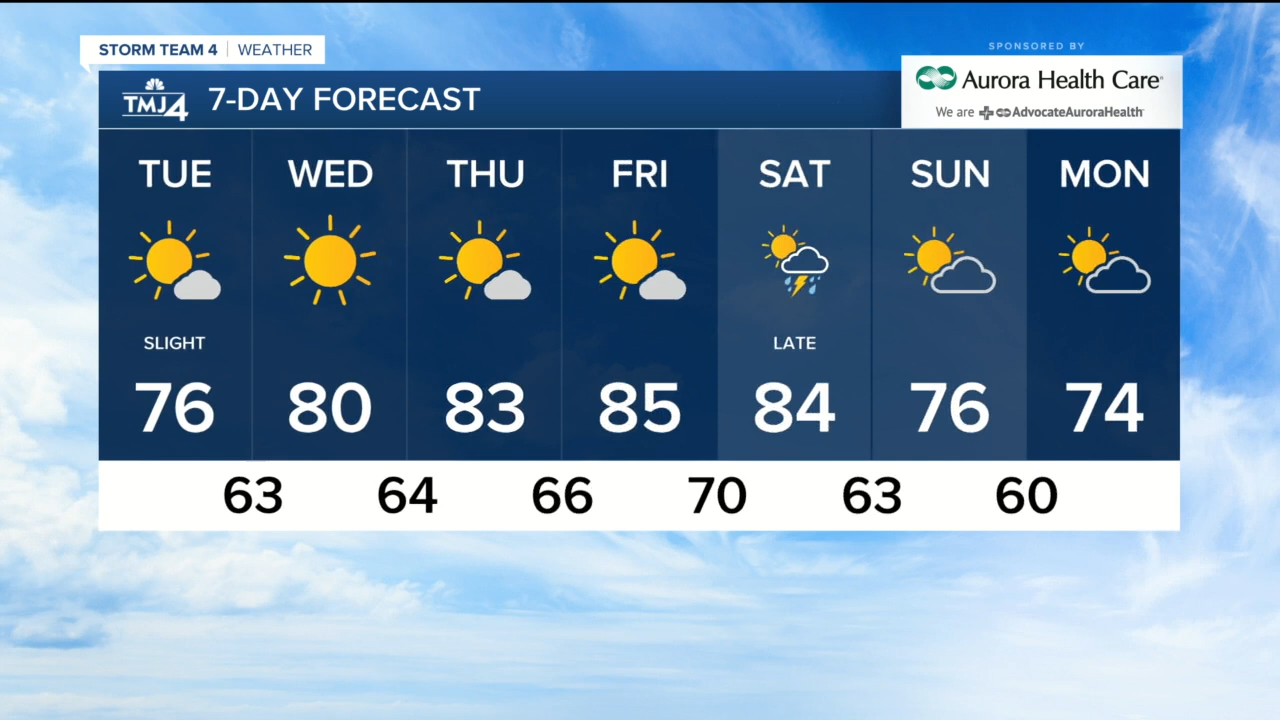 STORM TEAM 4 | WEATHER
SPONSORED BY
Aurora Health Care®
We are AdvocateAuroraHealth
TMJ4
7-DAY FORECAST
TUE WED THU FRI SAT SUN MON
SLIGHT LATE
76 80 83 85 84 76 74
63 64 66 70 63 60